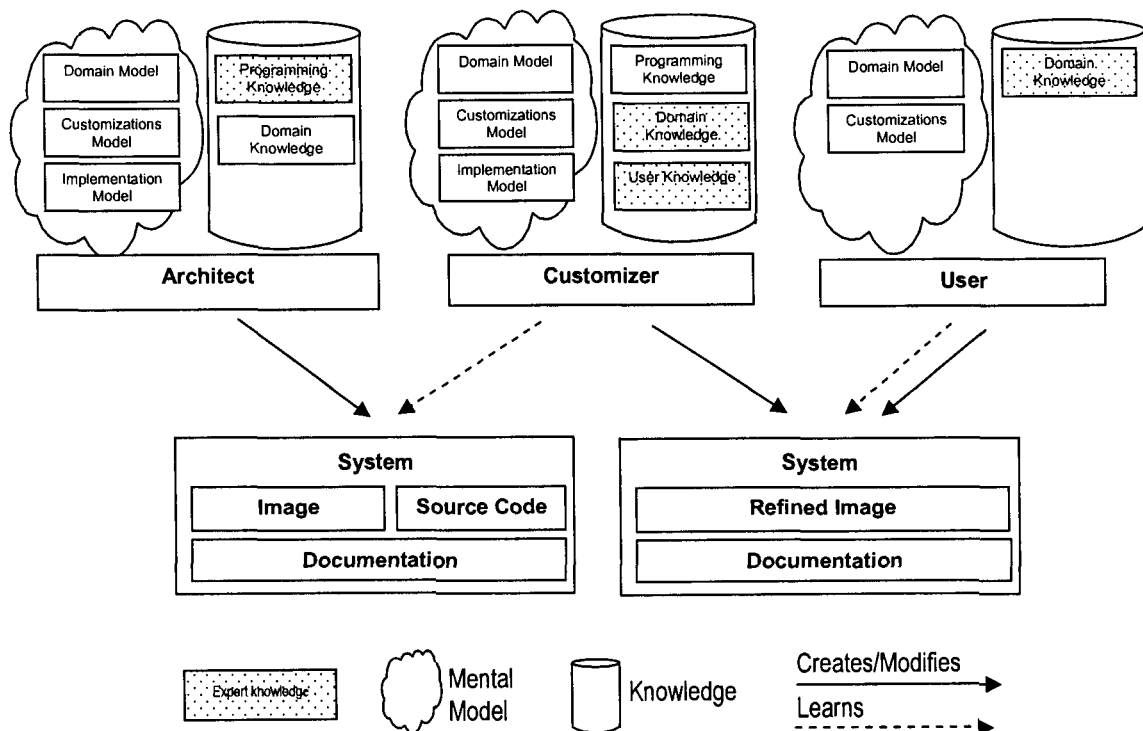 Domain Model
Customizations
Model
Implementation
Model
Programming
Knowledge
Domain
Knowledge
Architect
Domain Model
Customizations
Model
Implementation
Model
Programming
Knowledge
Domain
Knowledge
User Knowledge
Customizer
Domain Model
Customizations
Model
Domain
Knowledge
User
System
Image
Source Code
Documentation
System
Refined Image
Documentation
Expert knowledge
Mental
Model
Knowledge
Creates/Modifies
Learns